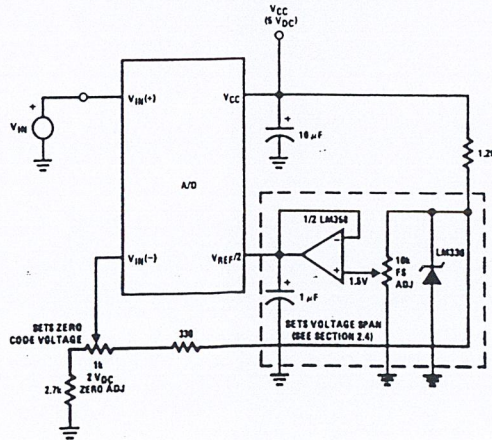 VCC
(5 VDC)
VIN(+)
VCC
+
VIN
+
10 µF
1.2k
A/D
1/2 LM358
VIN(−)
VREF/2
−
+
1.5V
10k
FS
ADJ
LM336
+
1 µF
SETS ZERO
CODE VOLTAGE
330
SETS VOLTAGE SPAN
(SEE SECTION 2.4)
1k
2 VDC
ZERO ADJ
2.7k